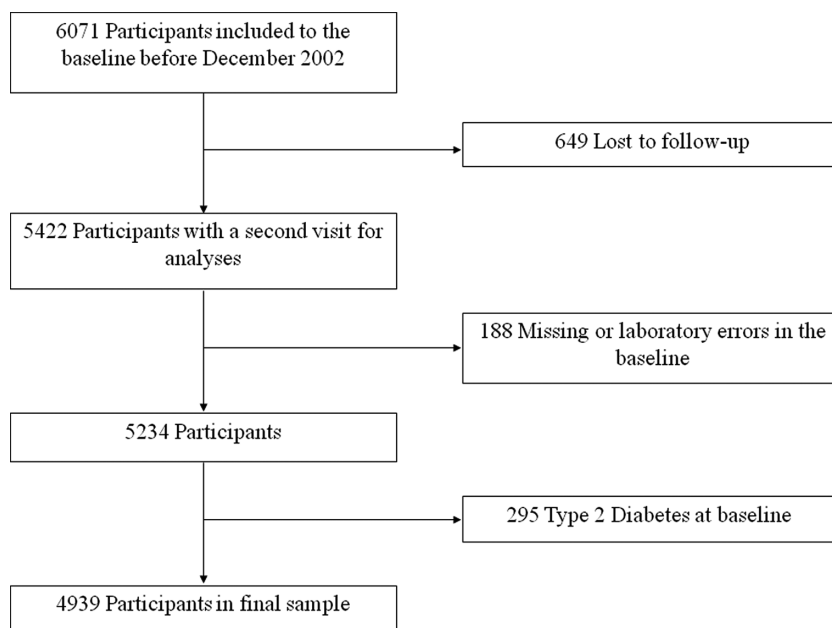 6071 Participants included to the
baseline before December 2002
649 Lost to follow-up
5422 Participants with a second visit for
analyses
188 Missing or laboratory errors in the
baseline
5234 Participants
295 Type 2 Diabetes at baseline
4939 Participants in final sample